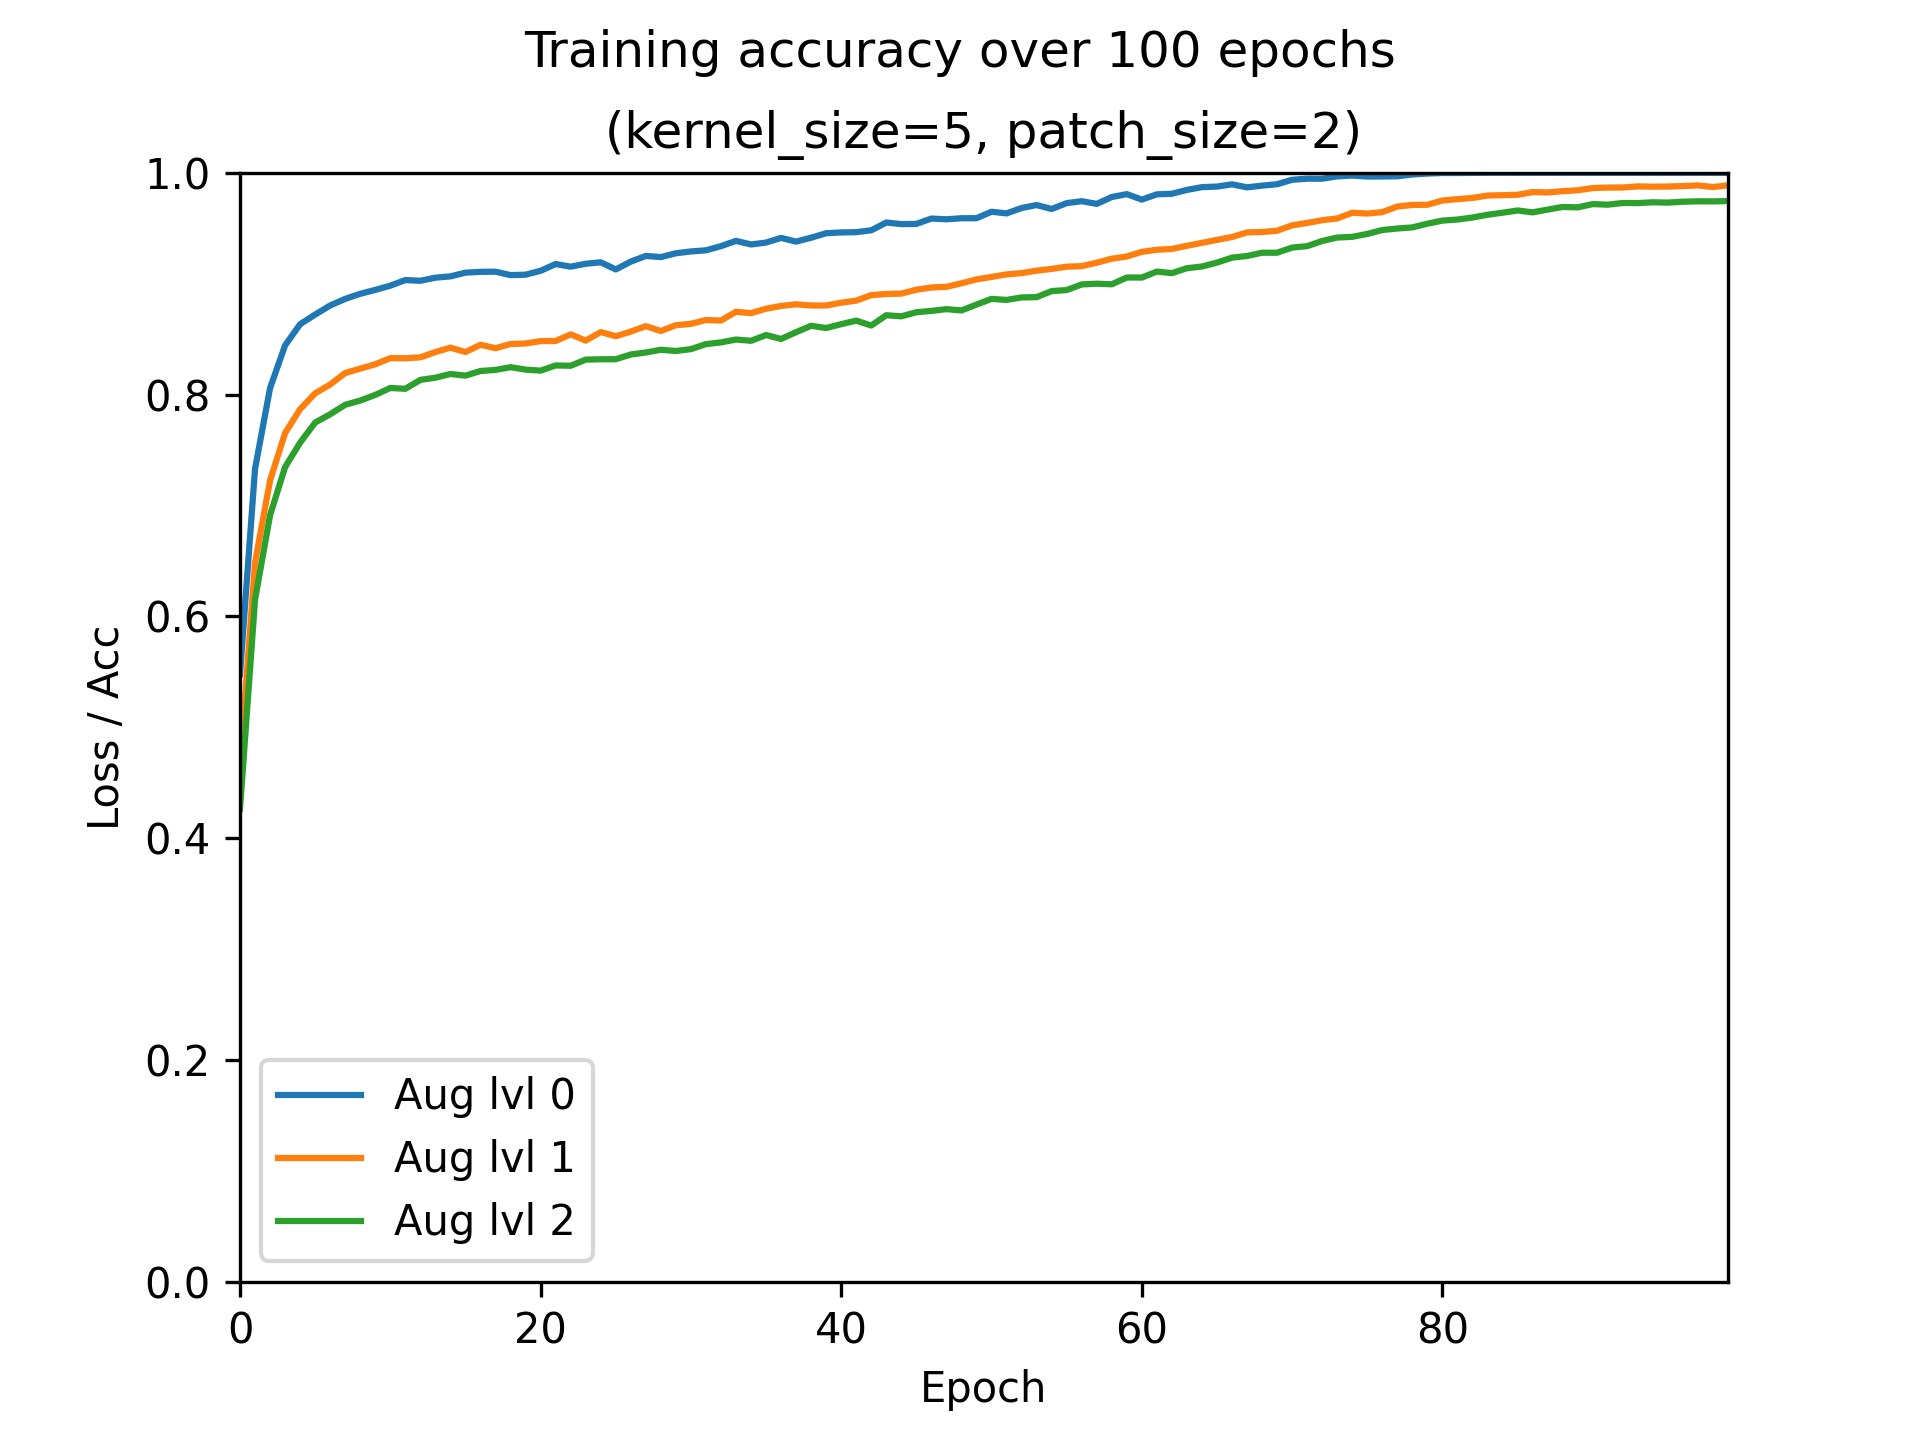 Training accuracy over 100 epochs
(kernel_size=5, patch_size=2)
1.0
0.8
0.6
0.4
0.2
0.0
Loss / Acc
Aug lvl 0
Aug lvl 1
Aug lvl 2
0 20 40 60 80
Epoch